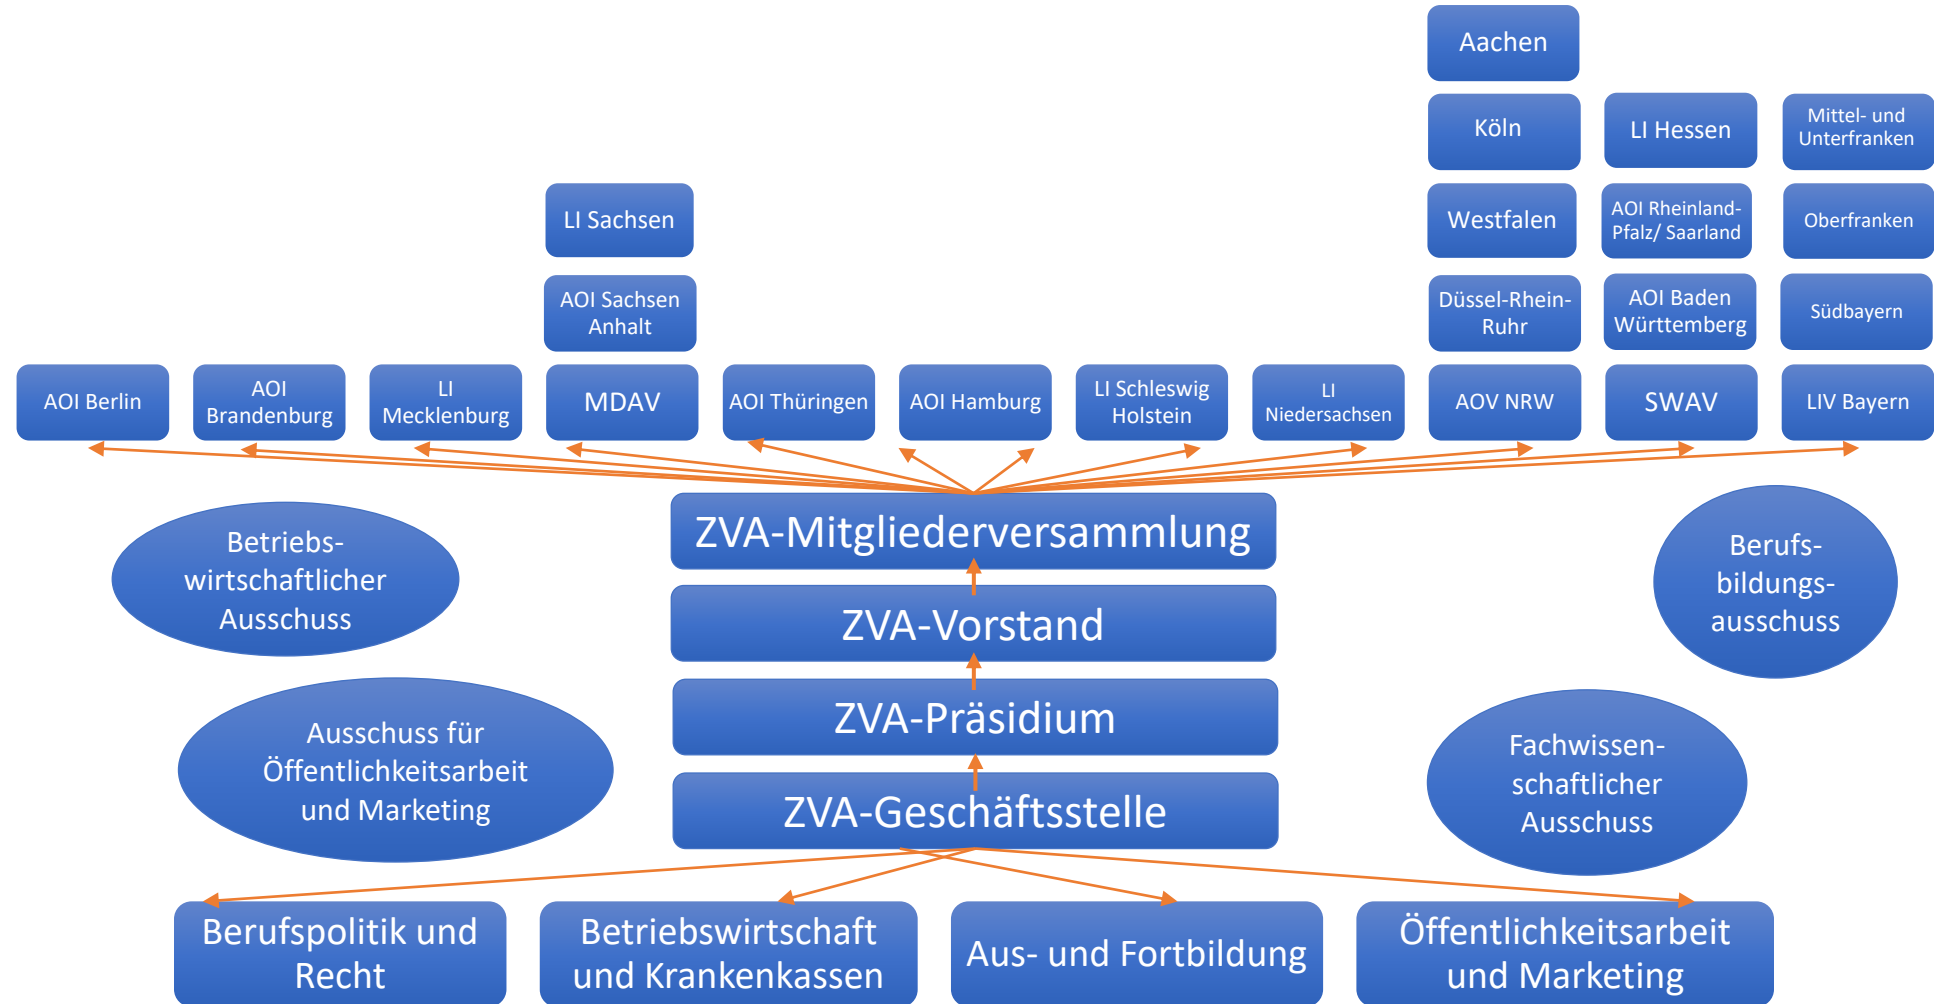 Aachen
Köln
LI Hessen
Mittel- und
Unterfranken
LI Sachsen
Westfalen
AOI Rheinland-
Pfalz/ Saarland
Oberfranken
AOI Sachsen
Anhalt
Düssel-Rhein-
Ruhr
AOI Baden
Württemberg
Südbayern
AOI Berlin
AOI
Brandenburg
LI
Mecklenburg
MDAV
AOI Thüringen
AOI Hamburg
LI Schleswig
Holstein
LI
Niedersachsen
AOV NRW
SWAV
LIV Bayern
ZVA-Mitgliederversammlung
Betriebs-
wirtschaftlicher
Ausschuss
Berufs-
bildungs-
ausschuss
ZVA-Vorstand
ZVA-Präsidium
Ausschuss für
Öffentlichkeitsarbeit
und Marketing
Fachwissen-
schaftlicher
Ausschuss
ZVA-Geschäftsstelle
Berufspolitik und
Recht
Betriebswirtschaft
und Krankenkassen
Aus- und Fortbildung
Öffentlichkeitsarbeit
und Marketing